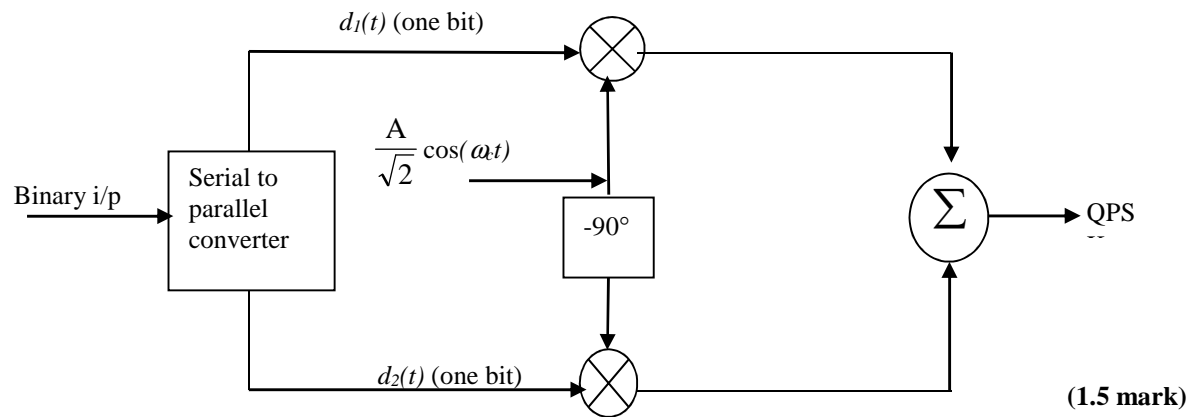 d1(t) (one bit)
A
√2 cos(ωct)
Serial to
parallel
converter
Binary i/p
-90°
Σ
QPS
d2(t) (one bit)
(1.5 mark)